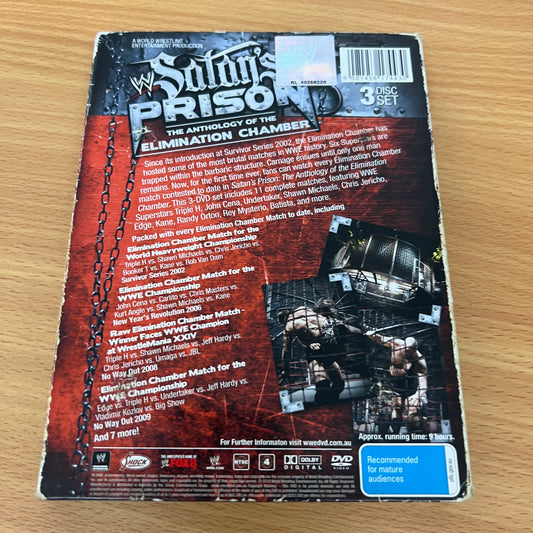 A WORLD WRESTLING
ENTERTAINMENT PRODUCTION
W
Satan's
PRISON
THE ANTHOLOGY OF THE
ELIMINATION CHAMBER
3 DISC
SET
Since its introduction at Survivor Series 2002, the Elimination Chamber has
hosted some of the most brutal matches in WWE history. Six Superstars are
trapped within the barbaric structure. Carnage ensues until only one man
remains. Now, for the first time ever, fans can watch every Elimination Chamber
match contested to date in Satan's Prison: The Anthology of the Elimination
Chamber. This 3-DVD set includes 11 complete matches, featuring WWE
Superstars Triple H, John Cena, Undertaker, Shawn Michaels, Chris Jericho,
Edge, Kane, Randy Orton, Rey Mysterio, Batista, and more.
Packed with every Elimination Chamber Match to date, including
Elimination Chamber Match for the
World Heavyweight Championship
Triple H vs. Shawn Michaels vs. Chris Jericho vs.
Booker T vs. Kane vs. Rob Van Dam
Survivor Series 2002
Elimination Chamber Match for the
WWE Championship
John Cena vs. Carlito vs. Chris Masters vs.
Kurt Angle vs. Shawn Michaels vs. Kane
New Year's Revolution 2006
Raw Elimination Chamber Match -
Winner Faces WWE Champion
at WrestleMania XXIV
Triple H vs. Shawn Michaels vs. Jeff Hardy vs.
Chris Jericho vs. Umaga vs. JBL
No Way Out 2008
Elimination Chamber Match for the
WWE Championship
Edge vs. Triple H vs. Undertaker vs. Jeff Hardy vs.
Vladimir Kozlov vs. Big Show
No Way Out 2009
And 7 more!
For Further Informaton visit wwedvd.com.au
Approx. running time: 9 hours.
SHOCK
FOX8
NTSC
4
DOLBY
DIGITAL
DVD
VIDEO
Recommended
for mature
audiences